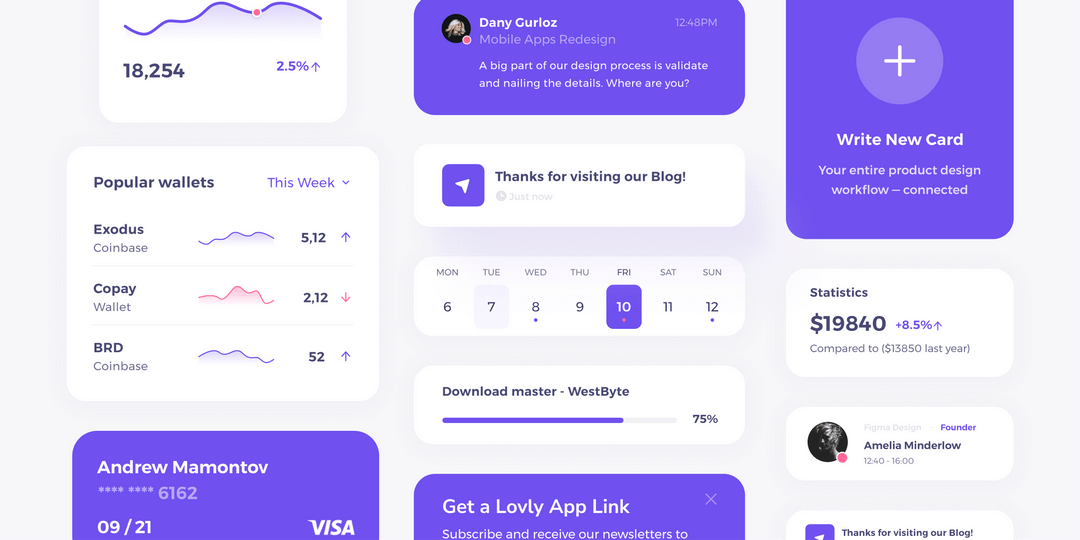 18,254
2.5%
Popular wallets
This Week
Exodus
Coinbase
5,12
Copay
Wallet
2,12
BRD
Coinbase
52
Andrew Mamontov
**** **** 6162
09 / 21
VISA
Dany Gurloz
12:48PM
Mobile Apps Redesign
A big part of our design process is validate
and nailing the details. Where are you?
Thanks for visiting our Blog!
Just now
MON TUE WED THU FRI SAT SUN
6 7 8 9 10 11 12
Download master - WestByte
75%
Get a Lovly App Link
Subscribe and receive our newsletters to
Write New Card
Your entire product design
workflow — connected
Statistics
$19840 +8.5%
Compared to ($13850 last year)
Figma Design Founder
Amelia Minderlow
12:40 - 16:00
Thanks for visiting our Blog!